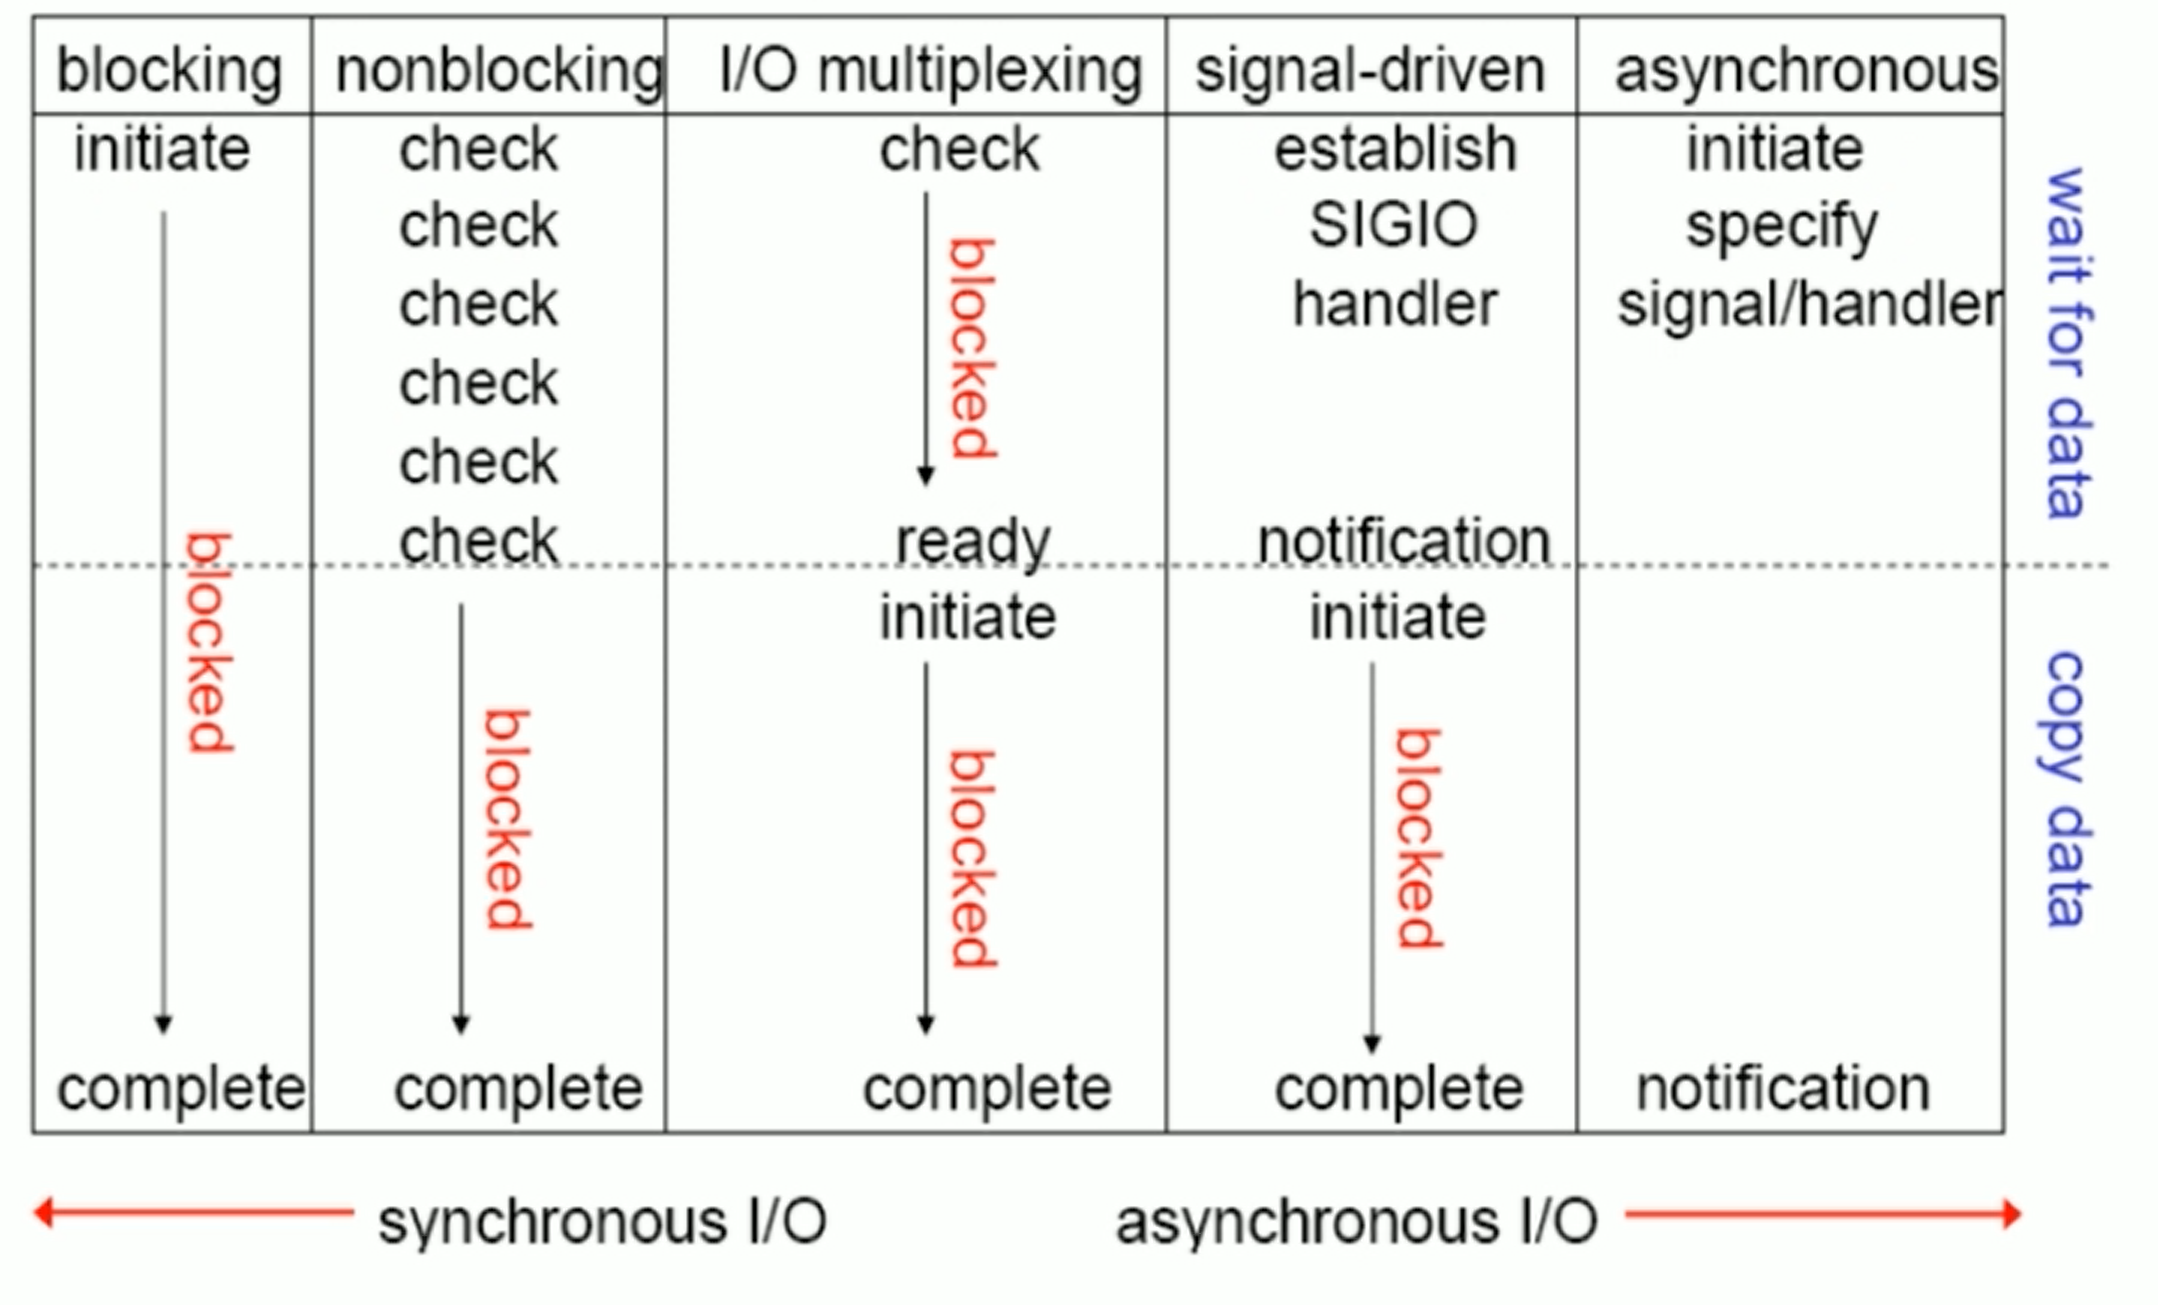 blocking nonblocking I/O multiplexing signal-driven asynchronous
initiate check check establish initiate
check SIGIO specify
check handler signal/handler
check
check
check ready notification
initiate initiate
blocked
blocked
blocked
blocked
blocked
complete complete complete complete notification
wait for data
copy data
synchronous I/O asynchronous I/O